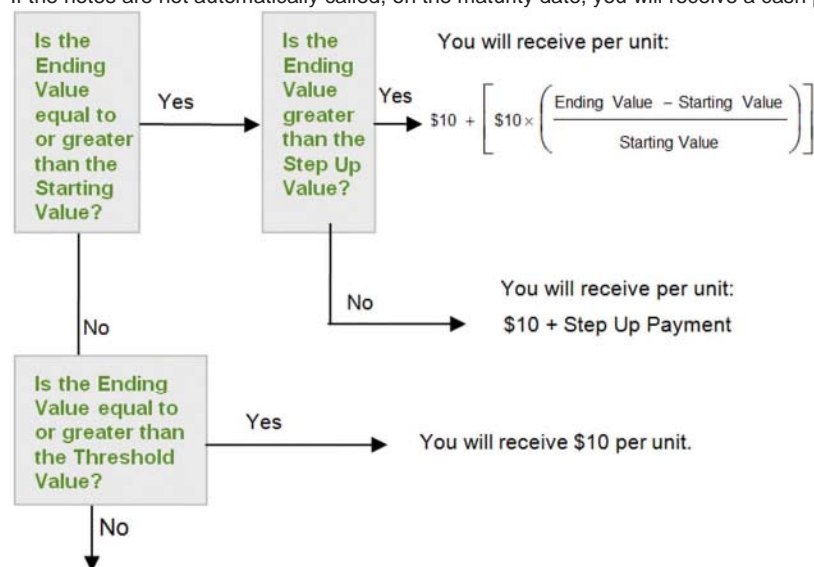 If the notes are not automatically called, on the maturity date, you will receive a cash p
Is the
Ending
Value
equal to
or greater
than the
Starting
Value?
Yes
Is the
Ending
Value
greater
than the
Step Up
Value?
Yes
You will receive per unit:
$10 + [ $10 × ( Ending Value – Starting Value
Starting Value ) ]
No
You will receive per unit:
$10 + Step Up Payment
No
Is the Ending
Value equal to
or greater than
the Threshold
Value?
Yes
You will receive $10 per unit.
No